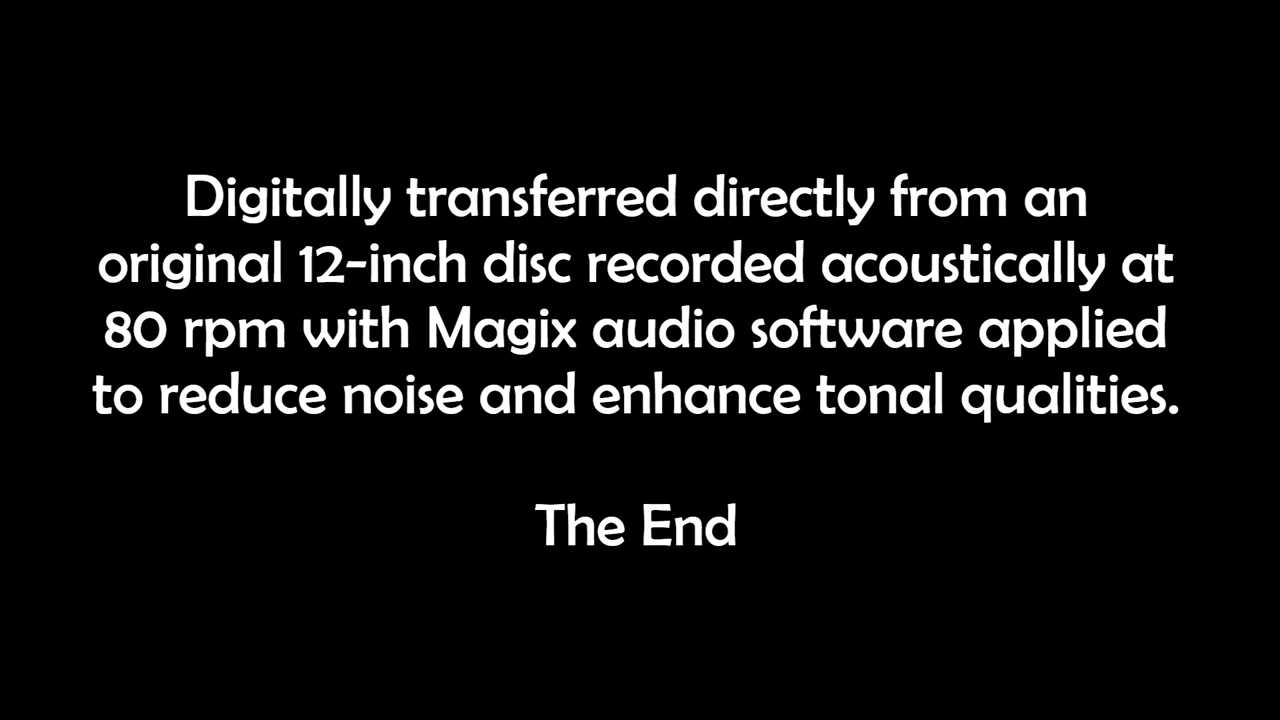 Digitally transferred directly from an
original 12-inch disc recorded acoustically at
80 rpm with Magix audio software applied
to reduce noise and enhance tonal qualities.
The End